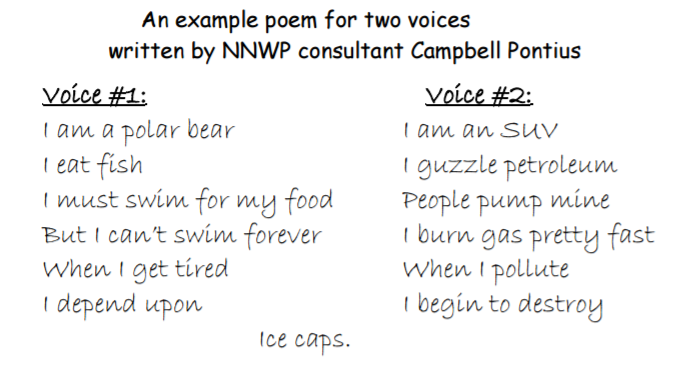 An example poem for two voices
written by NNWP consultant Campbell Pontius
Voice #1:
I am a polar bear
I eat fish
I must swim for my food
But I can't swim forever
When I get tired
I depend upon
Voice #2:
I am an SUV
I guzzle petroleum
People pump mine
I burn gas pretty fast
When I pollute
I begin to destroy
Ice caps.